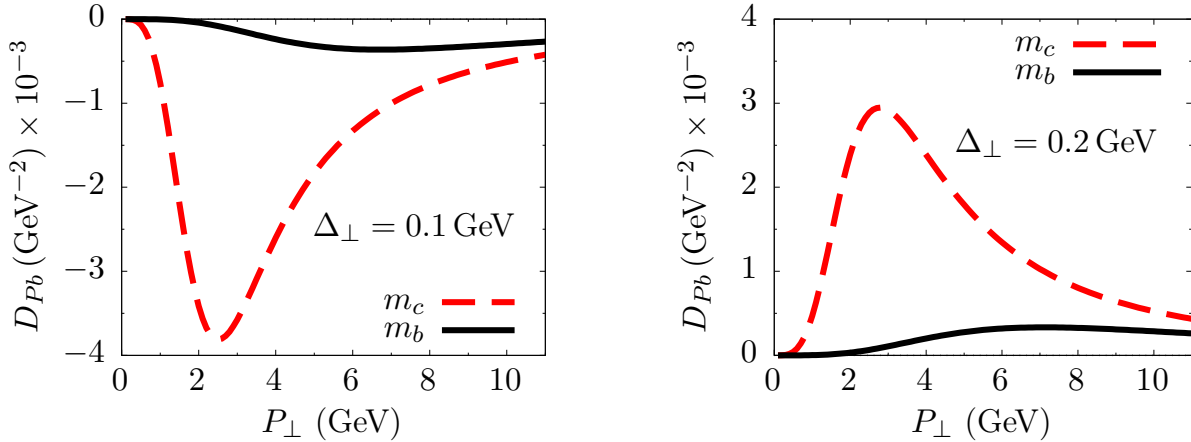 D_{Pb} (GeV^{−2}) × 10^{−3}
0
−1
−2
−3
−4
Δ_⊥ = 0.1 GeV
m_c
m_b
0 2 4 6 8 10
P_⊥ (GeV)
D_{Pb} (GeV^{−2}) × 10^{−3}
4
3
2
1
0
m_c
m_b
Δ_⊥ = 0.2 GeV
0 2 4 6 8 10
P_⊥ (GeV)